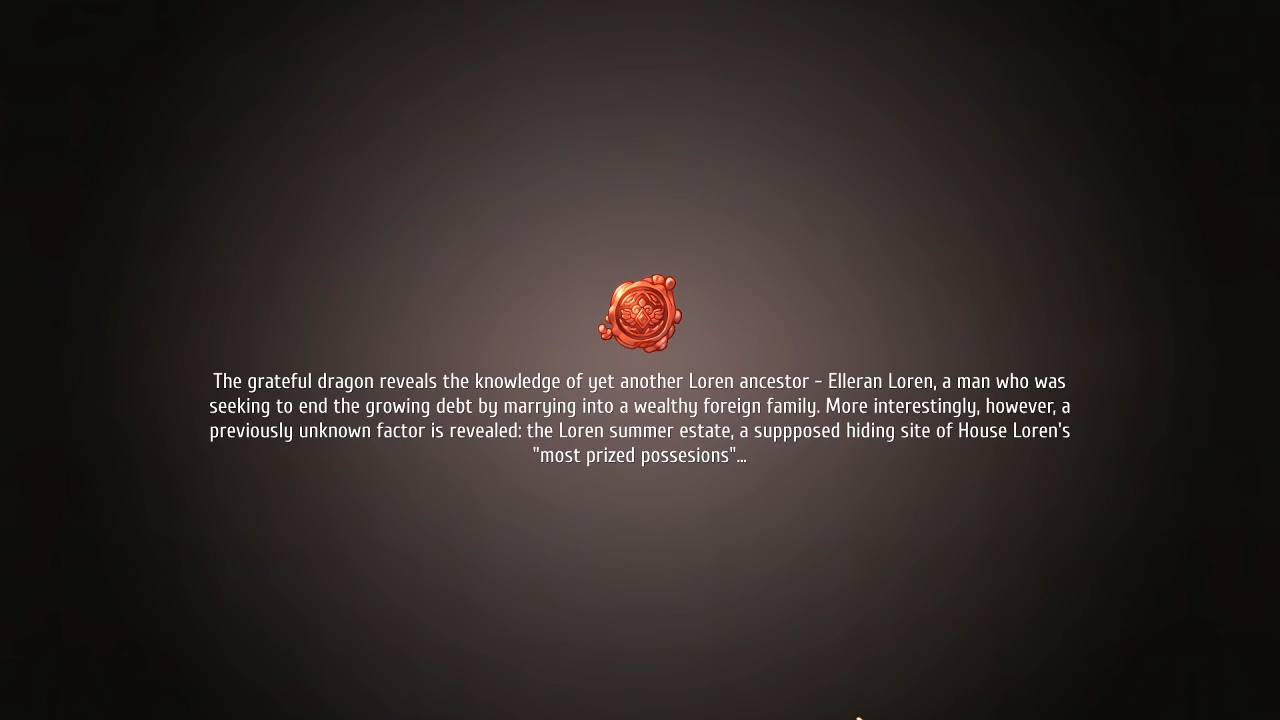 The grateful dragon reveals the knowledge of yet another Loren ancestor - Elleran Loren, a man who was
seeking to end the growing debt by marrying into a wealthy foreign family. More interestingly, however, a
previously unknown factor is revealed: the Loren summer estate, a suppposed hiding site of House Loren's
"most prized possesions"...